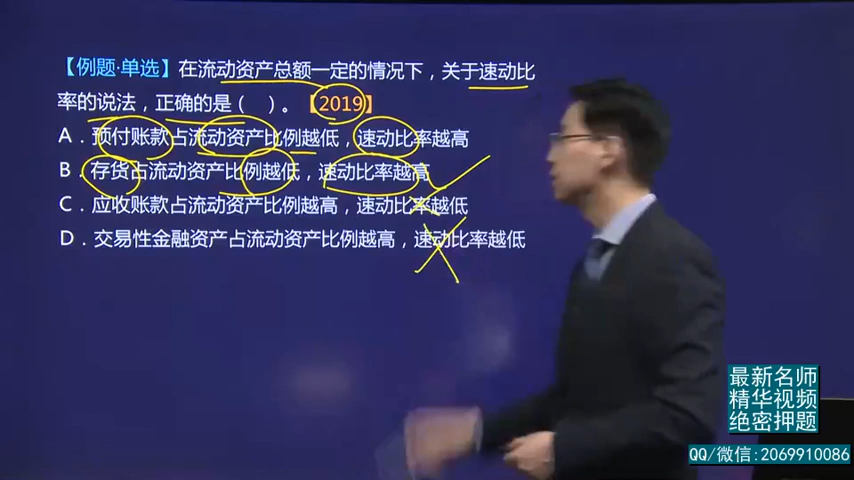 【例题·单选】在流动资产总额一定的情况下，关于速动比
率的说法，正确的是（ ）。【2019】
A．预付账款占流动资产比例越低，速动比率越高
B．存货占流动资产比例越低，速动比率越高
C．应收账款占流动资产比例越高，速动比率越低
D．交易性金融资产占流动资产比例越高，速动比率越低
最新名师
精华视频
绝密押题
QQ/微信:2069910086